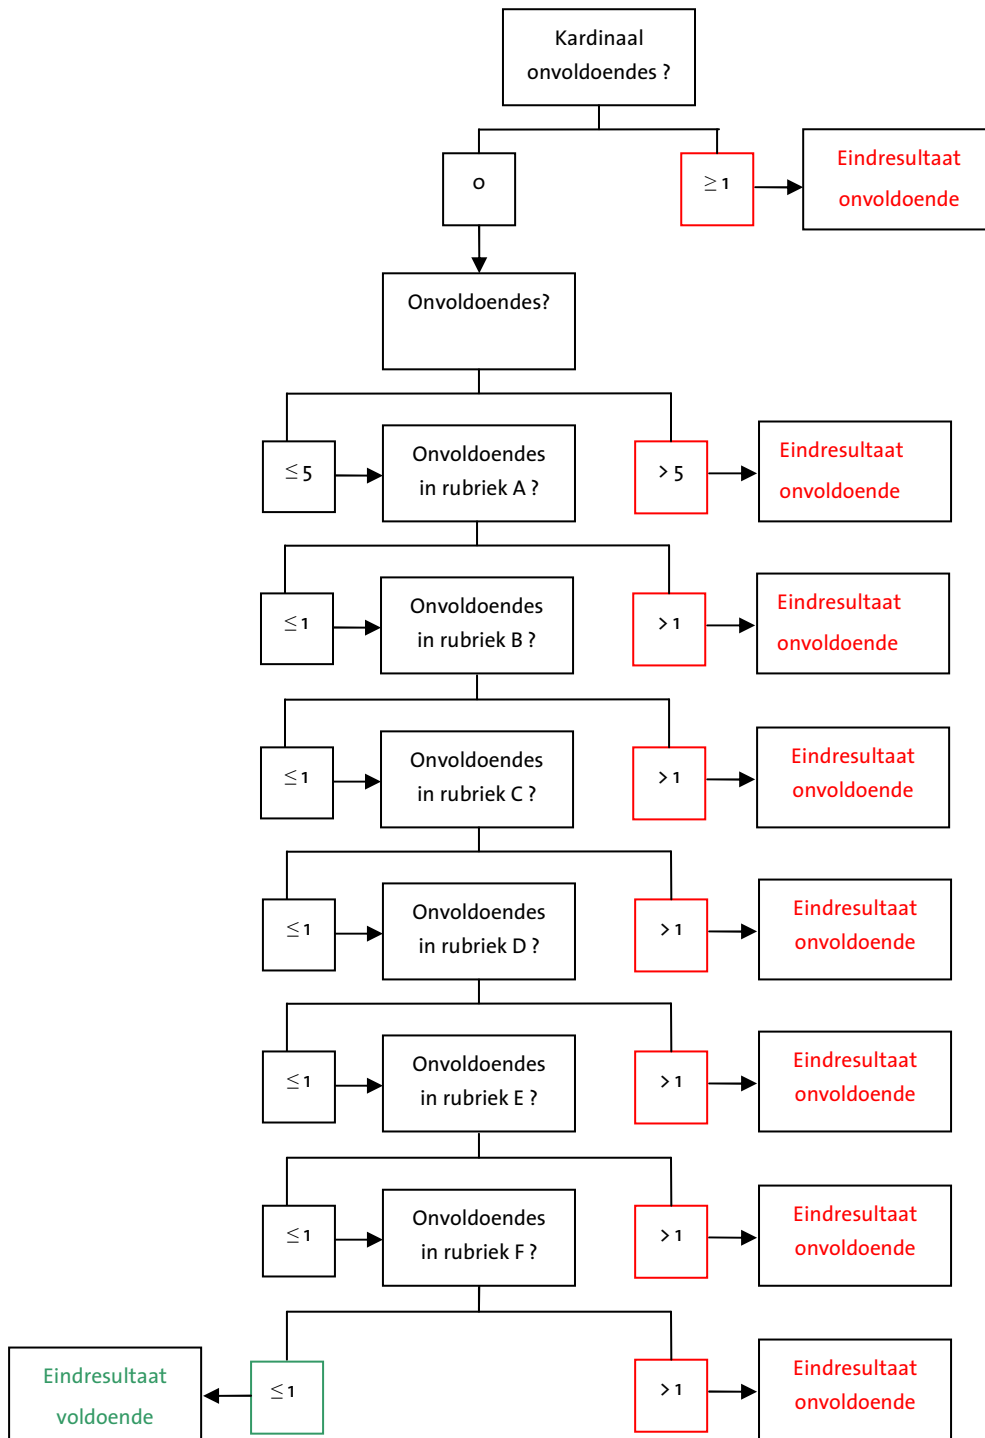 Kardinaal
onvoldoendes ?
0
≥ 1
Eindresultaat
onvoldoende
Onvoldoendes?
≤ 5
Onvoldoendes
in rubriek A ?
> 5
Eindresultaat
onvoldoende
≤ 1
Onvoldoendes
in rubriek B ?
> 1
Eindresultaat
onvoldoende
≤ 1
Onvoldoendes
in rubriek C ?
> 1
Eindresultaat
onvoldoende
≤ 1
Onvoldoendes
in rubriek D ?
> 1
Eindresultaat
onvoldoende
≤ 1
Onvoldoendes
in rubriek E ?
> 1
Eindresultaat
onvoldoende
≤ 1
Onvoldoendes
in rubriek F ?
> 1
Eindresultaat
onvoldoende
Eindresultaat
voldoende
≤ 1
> 1
Eindresultaat
onvoldoende